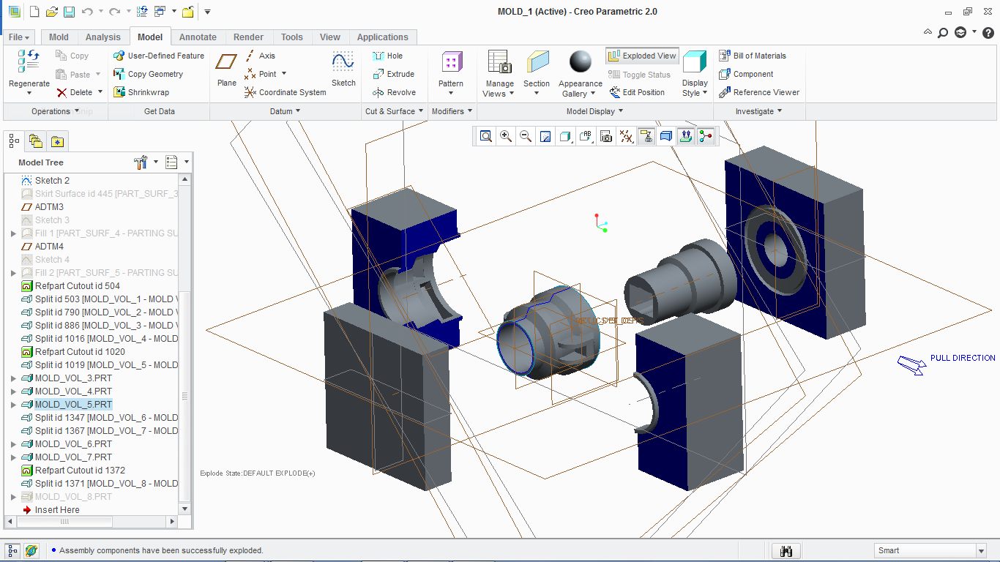 MOLD_1 (Active) - Creo Parametric 2.0
File Mold Analysis Model Annotate Render Tools View Applications
Regenerate
Copy
Paste
Delete
Operations
User-Defined Feature
Copy Geometry
Shrinkwrap
Get Data
Plane
Axis
Point
Coordinate System
Sketch
Datum
Hole
Extrude
Revolve
Cut & Surface
Pattern
Modifiers
Manage
Views
Section
Appearance
Gallery
Exploded View
Toggle Status
Edit Position
Display
Style
Model Display
Bill of Materials
Component
Reference Viewer
Investigate
Model Tree
Sketch 2
Skirt Surface id 445 [PART_SURF_3
ADTM3
Sketch 3
Fill 1 [PART_SURF_4 - PARTING SU
ADTM4
Sketch 4
Fill 2 [PART_SURF_5 - PARTING SU
Refpart Cutout id 504
Split id 503 [MOLD_VOL_1 - MOLD V
Split id 790 [MOLD_VOL_2 - MOLD V
Split id 886 [MOLD_VOL_3 - MOLD V
Split id 1016 [MOLD_VOL_4 - MOLD
Refpart Cutout id 1020
Split id 1019 [MOLD_VOL_5 - MOLD
MOLD_VOL_3.PRT
MOLD_VOL_4.PRT
MOLD_VOL_5.PRT
Split id 1347 [MOLD_VOL_6 - MOLD
Split id 1367 [MOLD_VOL_7 - MOLD
MOLD_VOL_6.PRT
MOLD_VOL_7.PRT
Refpart Cutout id 1372
Split id 1371 [MOLD_VOL_8 - MOLD
MOLD_VOL_8.PRT
Insert Here
PULL DIRECTION
Explode State:DEFAULT EXPLODE(+)
Assembly components have been successfully exploded.
Smart